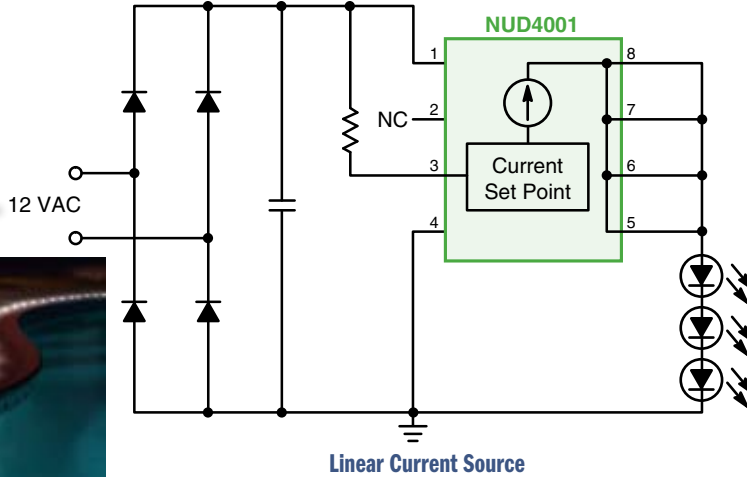 NUD4001
1
8
NC
2
7
3
Current
Set Point
6
12 VAC
4
5
Linear Current Source